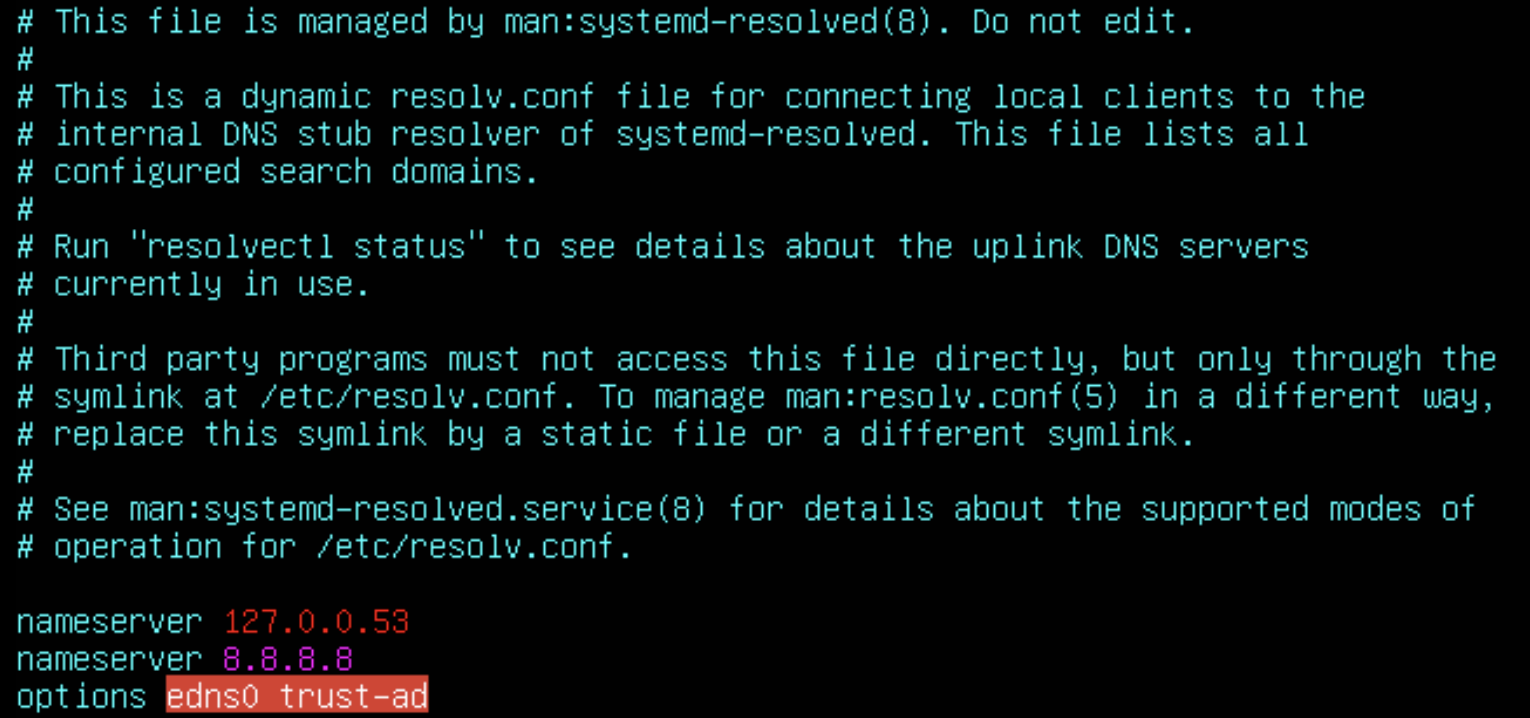 # This file is managed by man:systemd-resolved(8). Do not edit.
#
# This is a dynamic resolv.conf file for connecting local clients to the
# internal DNS stub resolver of systemd-resolved. This file lists all
# configured search domains.
#
# Run "resolvectl status" to see details about the uplink DNS servers
# currently in use.
#
# Third party programs must not access this file directly, but only through the
# symlink at /etc/resolv.conf. To manage man:resolv.conf(5) in a different way,
# replace this symlink by a static file or a different symlink.
#
# See man:systemd-resolved.service(8) for details about the supported modes of
# operation for /etc/resolv.conf.

nameserver 127.0.0.53
nameserver 8.8.8.8
options edns0 trust-ad